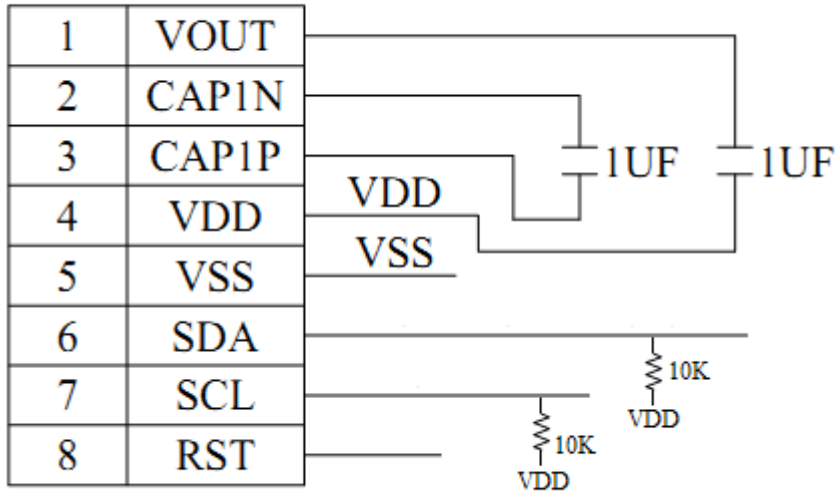 1 VOUT
2 CAP1N
3 CAP1P
1UF 1UF
4 VDD VDD
5 VSS VSS
6 SDA
10K
VDD
7 SCL
10K
VDD
8 RST